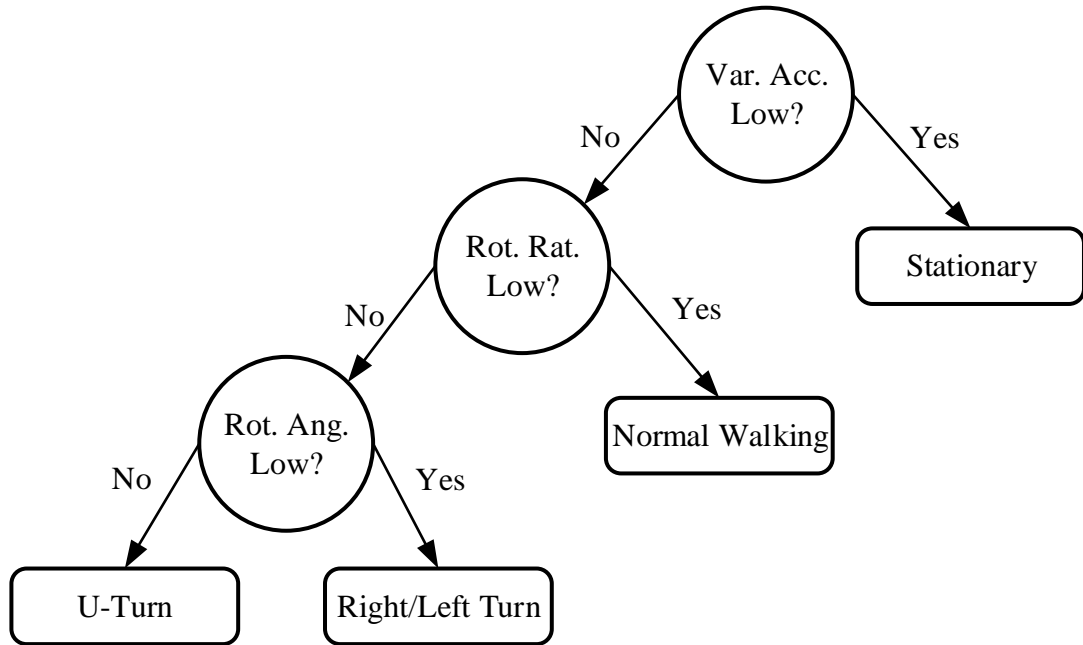 Var. Acc.
Low?
No
Yes
Rot. Rat.
Low?
Stationary
No
Yes
Rot. Ang.
Low?
Normal Walking
No
Yes
U-Turn
Right/Left Turn